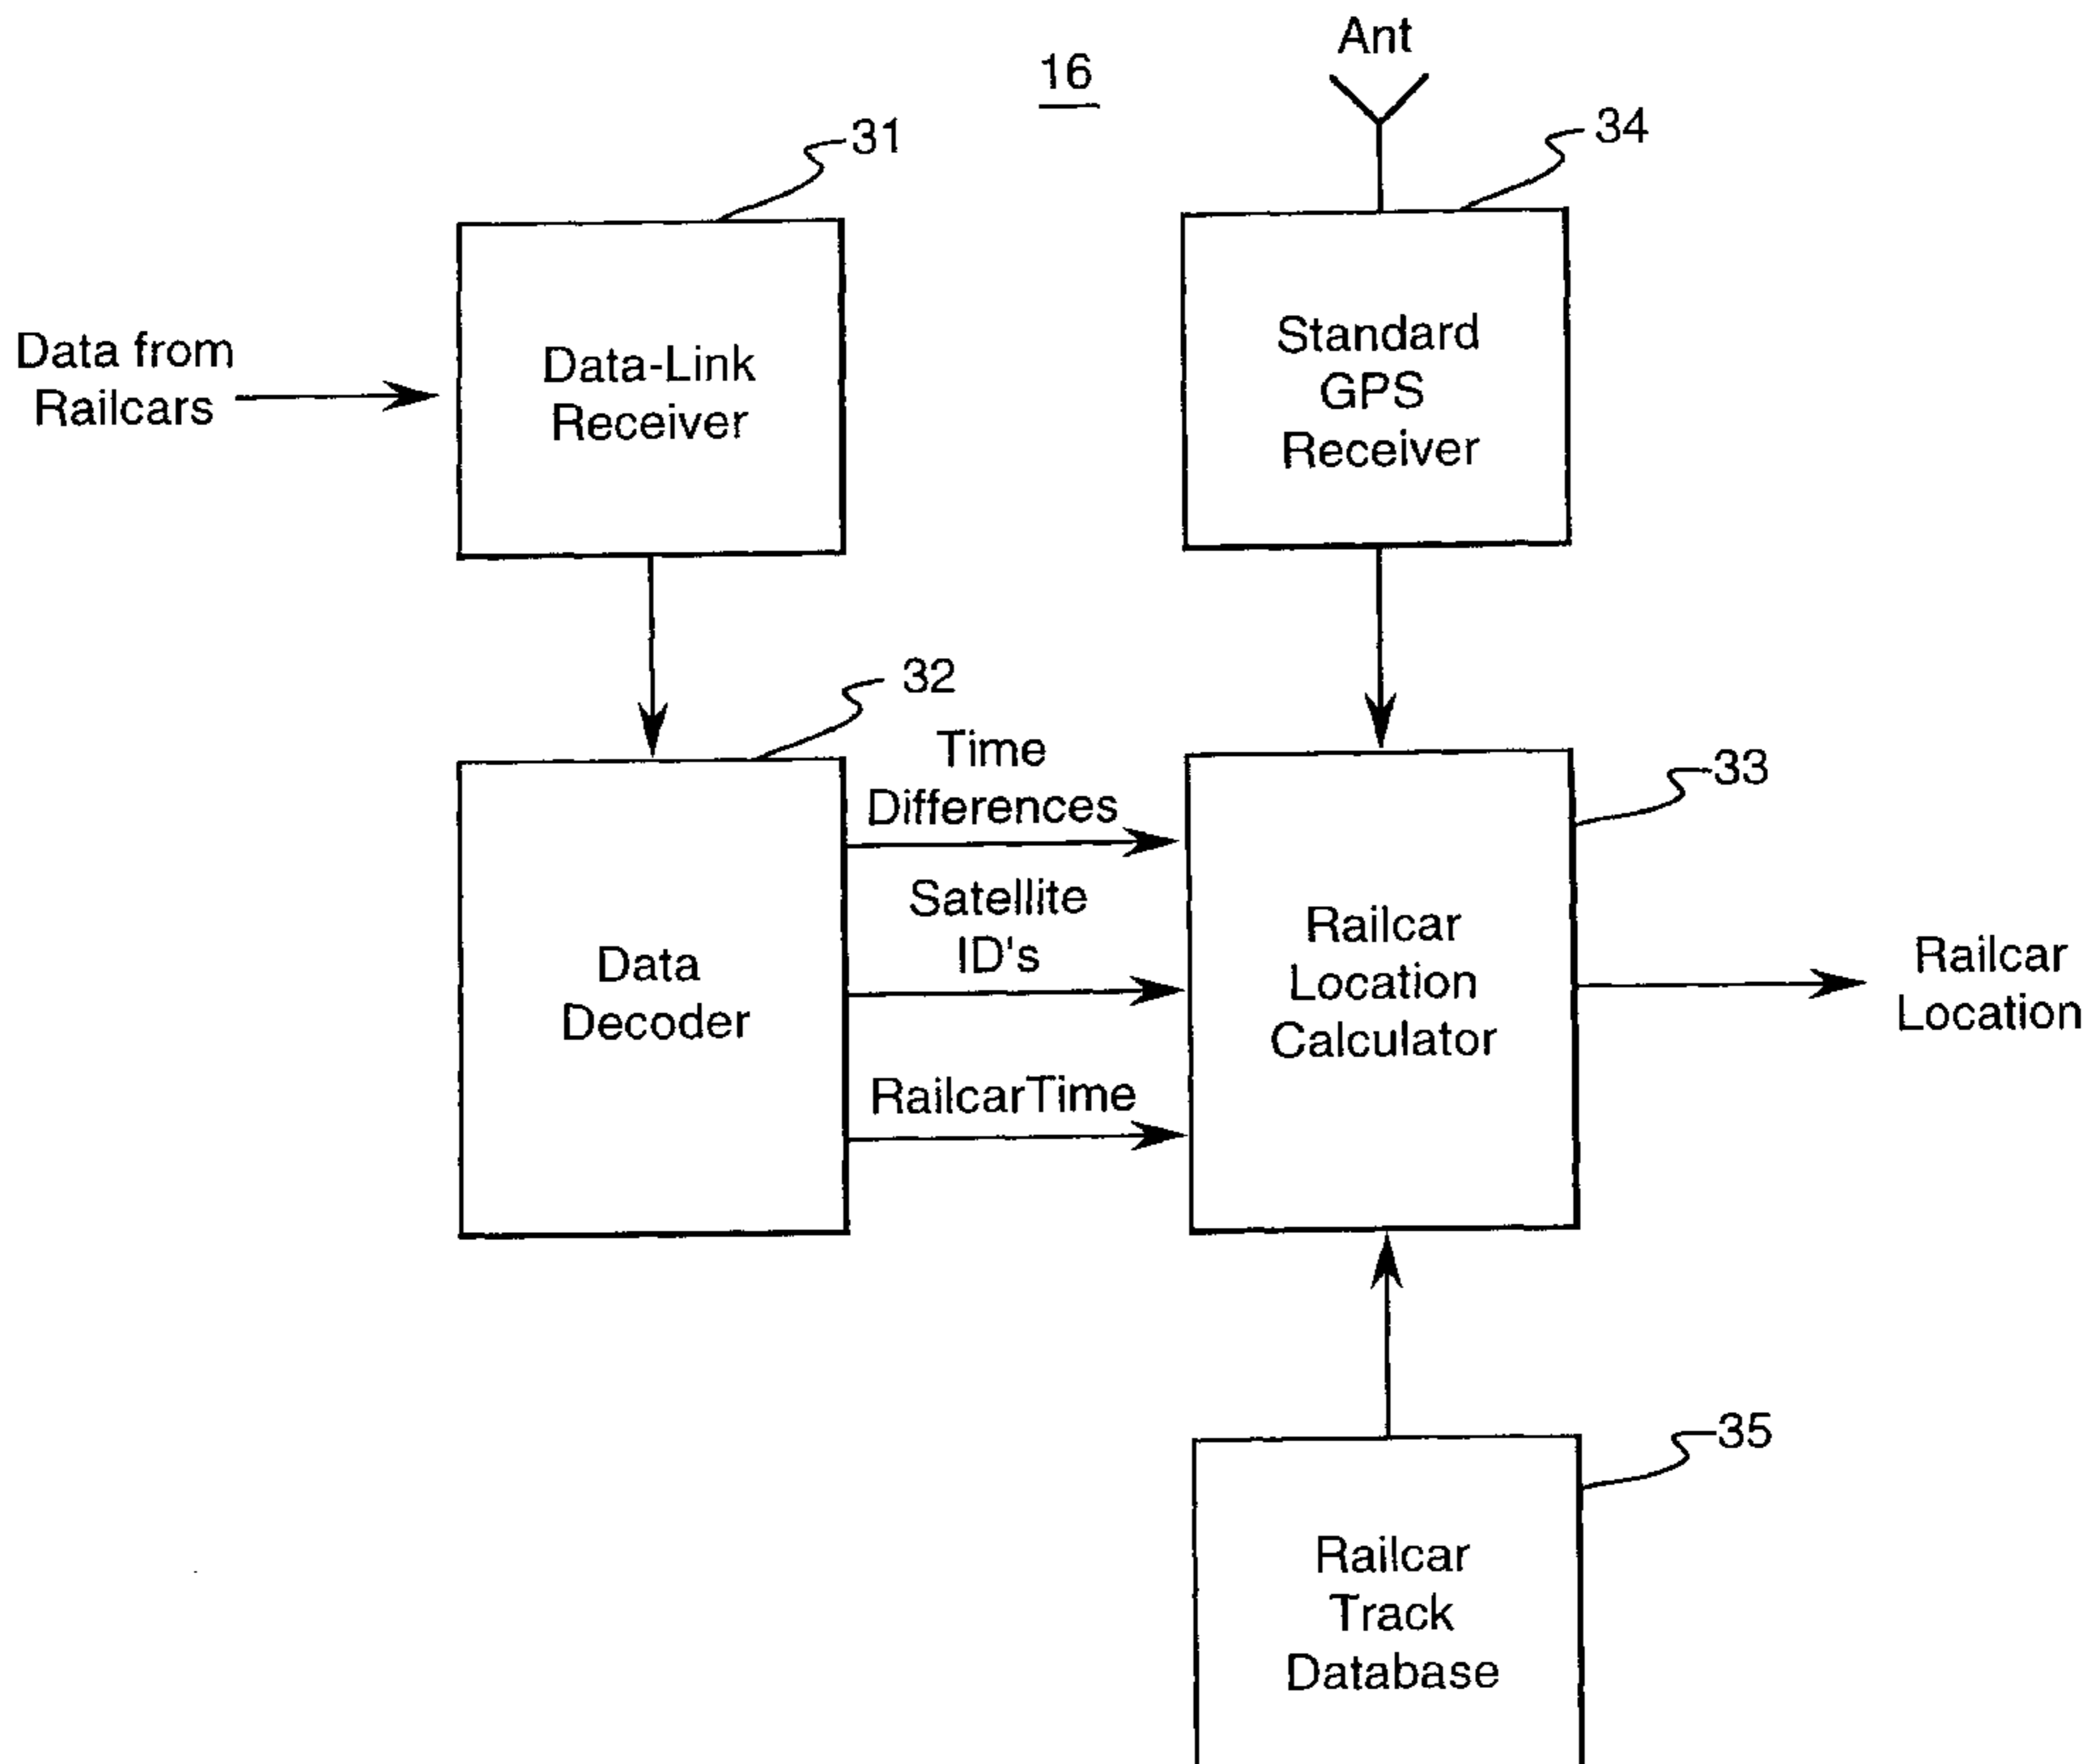 Ant
16
31
34
Data from
Railcars
Data-Link
Receiver
Standard
GPS
Receiver
32
Time
Differences
33
Satellite
ID's
Data
Decoder
RailcarTime
Railcar
Location
Calculator
Railcar
Location
35
Railcar
Track
Database